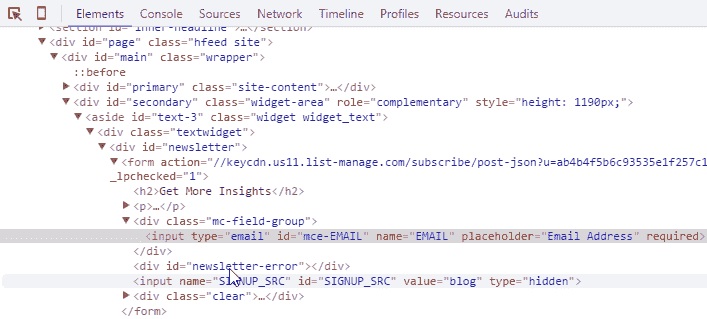 Elements Console Sources Network Timeline Profiles Resources Audits
<section id="inner-headline">…</section>
<div id="page" class="hfeed site">
<div id="main" class="wrapper">
::before
<div id="primary" class="site-content">…</div>
<div id="secondary" class="widget-area" role="complementary" style="height: 1190px;">
<aside id="text-3" class="widget widget_text">
<div class="textwidget">
<div id="newsletter">
<form action="//keycdn.us11.list-manage.com/subscribe/post-json?u=ab4b4f5b6c93535e1f257c1
_lpchecked="1">
<h2>Get More Insights</h2>
<p>…</p>
<div class="mc-field-group">
<input type="email" id="mce-EMAIL" name="EMAIL" placeholder="Email Address" required>
</div>
<div id="newsletter-error"></div>
<input name="SIGNUP_SRC" id="SIGNUP_SRC" value="blog" type="hidden">
<div class="clear">…</div>
</form>